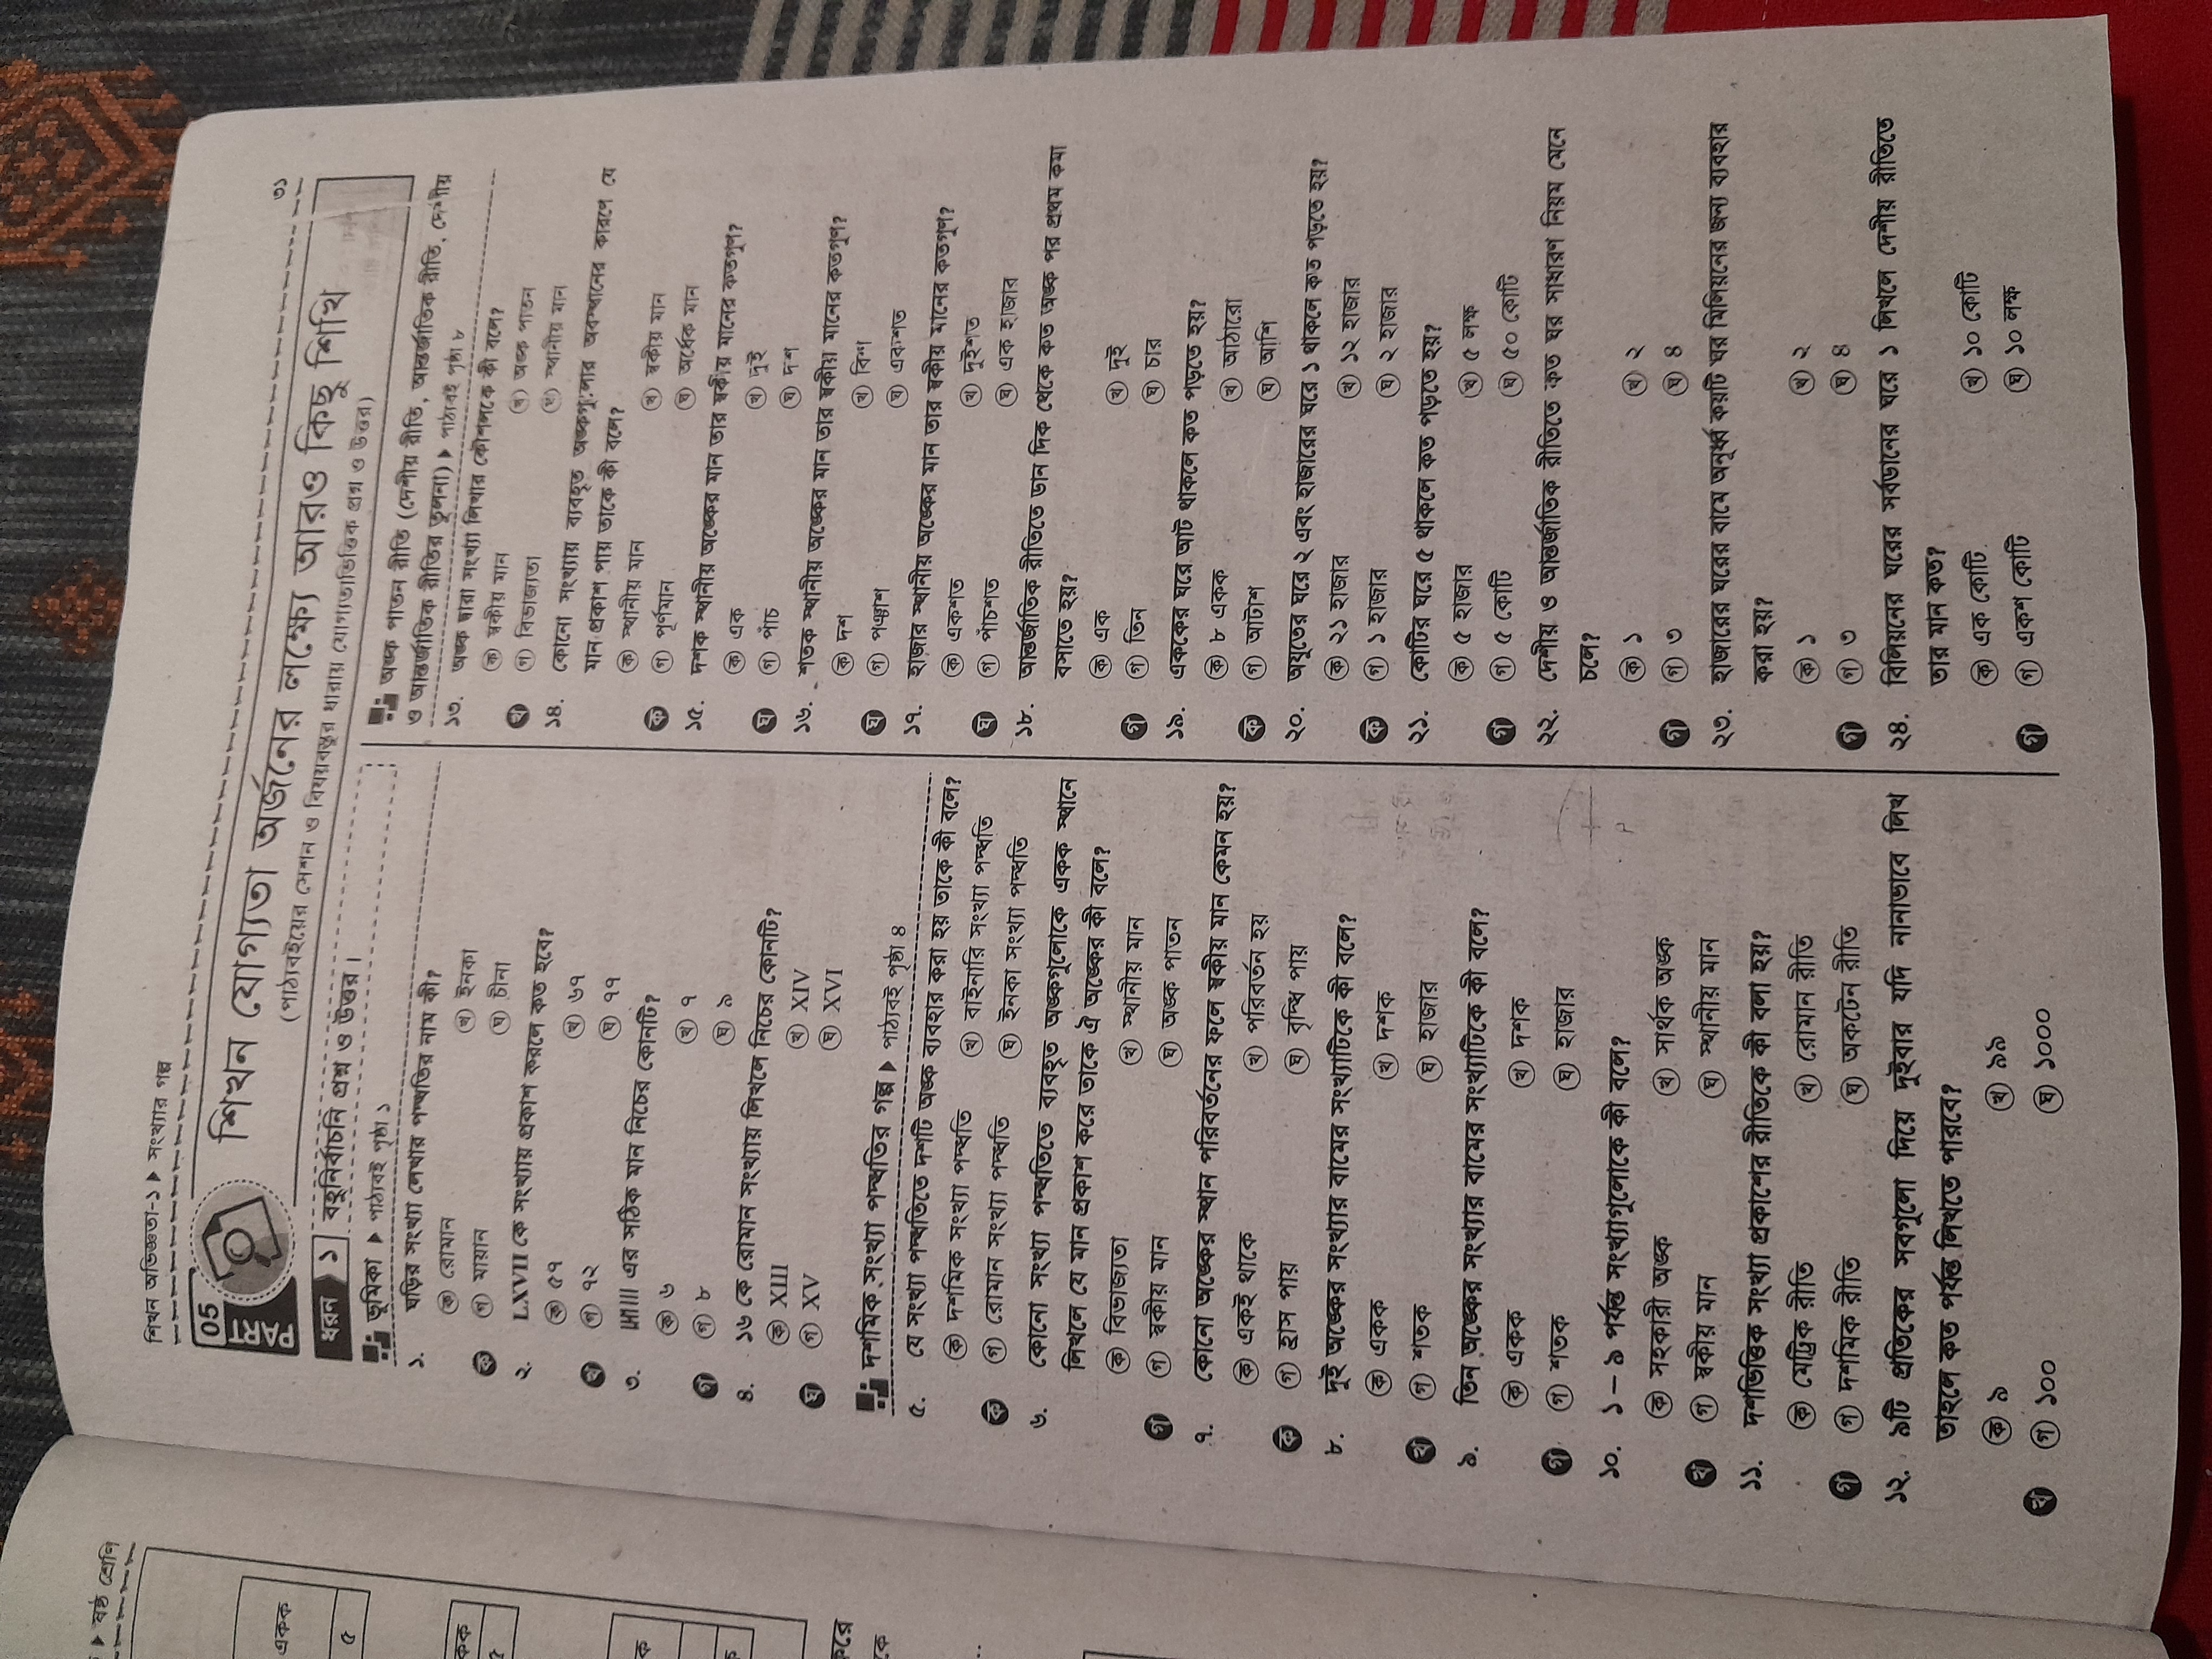 ষষ্ঠ শ্রেণি
একক
৫
কক
ক
করে
কে
শিখন অভিজ্ঞতা-১ ▶ সংখ্যার গল্প
৩১
PART 05
শিখন যোগ্যতা অর্জনের লক্ষ্যে আরও কিছু শিখি
(পাঠ্যবইয়ের সেশন ও বিষয়বস্তুর ধারায় যোগ্যতাভিত্তিক প্রশ্ন ও উত্তর)
ধরন ১ বহুনির্বাচনি প্রশ্ন ও উত্তর।
ভূমিকা ▶ পাঠ্যবই পৃষ্ঠা ১
১. ঘড়ির সংখ্যা লেখার পদ্ধতির নাম কী?
ক রোমান খ ইনকা
ক গ মায়ান ঘ চীনা
২. LXVII কে সংখ্যায় প্রকাশ করলে কত হবে?
ক ৫৭ খ ৬৭
খ গ ৭২ ঘ ৭৭
৩. এর সঠিক মান নিচের কোনটি?
ক ৬ খ ৭
গ গ ৮ ঘ ৯
৪. ১৬ কে রোমান সংখ্যায় লিখলে নিচের কোনটি?
ক XIII খ XIV
ঘ গ XV ঘ XVI
দশমিক সংখ্যা পদ্ধতির গল্প ▶ পাঠ্যবই পৃষ্ঠা ৪
৫. যে সংখ্যা পদ্ধতিতে দশটি অঙ্ক ব্যবহার করা হয় তাকে কী বলে?
ক দশমিক সংখ্যা পদ্ধতি খ বাইনারি সংখ্যা পদ্ধতি
ক গ রোমান সংখ্যা পদ্ধতি ঘ ইনকা সংখ্যা পদ্ধতি
৬. কোনো সংখ্যা পদ্ধতিতে ব্যবহৃত অঙ্কগুলোকে একক স্থানে
লিখলে যে মান প্রকাশ করে তাকে ঐ অঙ্কের কী বলে?
ক বিভাজ্যতা খ স্থানীয় মান
গ গ স্বকীয় মান ঘ অঙ্ক পাতন
৭. কোনো অঙ্কের স্থান পরিবর্তনের ফলে স্বকীয় মান কেমন হয়?
ক একই থাকে খ পরিবর্তন হয়
ক গ হ্রাস পায় ঘ বৃদ্ধি পায়
৮. দুই অঙ্কের সংখ্যার বামের সংখ্যাটিকে কী বলে?
ক একক খ দশক
খ গ শতক ঘ হাজার
৯. তিন অঙ্কের সংখ্যার বামের সংখ্যাটিকে কী বলে?
ক একক খ দশক
গ গ শতক ঘ হাজার
১০. ১ – ৯ পর্যন্ত সংখ্যাগুলোকে কী বলে?
ক সহকারী অঙ্ক খ সার্থক অঙ্ক
খ গ স্বকীয় মান ঘ স্থানীয় মান
১১. দশভিত্তিক সংখ্যা প্রকাশের রীতিকে কী বলা হয়?
ক মেট্রিক রীতি খ রোমান রীতি
গ গ দশমিক রীতি ঘ অকটেন রীতি
১২. ৯টি প্রতিকের সবগুলো দিয়ে দুইবার যদি নানাভাবে লিখ
তাহলে কত পর্যন্ত লিখতে পারবে?
ক ৯ খ ৯৯
খ গ ১০০ ঘ ১০০০
অঙ্ক পাতন রীতি (দেশীয় রীতি, আন্তর্জাতিক রীতি, দেশীয়
ও আন্তর্জাতিক রীতির তুলনা) ▶ পাঠ্যবই পৃষ্ঠা ৮
১৩. অঙ্ক দ্বারা সংখ্যা লিখার কৌশলকে কী বলে?
ক স্বকীয় মান খ অঙ্ক পাতন
খ গ বিভাজ্যতা ঘ স্থানীয় মান
১৪. কোনো সংখ্যায় ব্যবহৃত অঙ্কগুলোর অবস্থানের কারণে যে
মান প্রকাশ পায় তাকে কী বলে?
ক স্থানীয় মান খ স্বকীয় মান
ক গ পূর্ণমান ঘ অর্ধেক মান
১৫. দশক স্থানীয় অঙ্কের মান তার স্বকীয় মানের কতগুণ?
ক এক খ দুই
ঘ গ পাঁচ ঘ দশ
১৬. শতক স্থানীয় অঙ্কের মান তার স্বকীয় মানের কতগুণ?
ক দশ খ বিশ
ঘ গ পঞ্চাশ ঘ একশত
১৭. হাজার স্থানীয় অঙ্কের মান তার স্বকীয় মানের কতগুণ?
ক একশত খ দুইশত
ঘ গ পাঁচশত ঘ এক হাজার
১৮. আন্তর্জাতিক রীতিতে ডান দিক থেকে কত অঙ্ক পর প্রথম কমা
বসাতে হয়?
ক এক খ দুই
গ গ তিন ঘ চার
১৯. এককের ঘরে আট থাকলে কত পড়তে হয়?
ক ৮ একক খ আঠারো
ক গ আটাশ ঘ আশি
২০. অযুতের ঘরে ২ এবং হাজারের ঘরে ১ থাকলে কত পড়তে হয়?
ক ২১ হাজার খ ১২ হাজার
ক গ ১ হাজার ঘ ২ হাজার
২১. কোটির ঘরে ৫ থাকলে কত পড়তে হয়?
ক ৫ হাজার খ ৫ লক্ষ
গ গ ৫ কোটি ঘ ৫০ কোটি
২২. দেশীয় ও আন্তর্জাতিক রীতিতে কত ঘর সাধারণ নিয়ম মেনে
চলে?
ক ১ খ ২
গ গ ৩ ঘ ৪
২৩. হাজারের ঘরের বামে অনূর্ধ্ব কয়টি ঘর মিলিয়নের জন্য ব্যবহার
করা হয়?
ক ১ খ ২
গ গ ৩ ঘ ৪
২৪. বিলিয়নের ঘরের সর্বডানের ঘরে ১ লিখলে দেশীয় রীতিতে
তার মান কত?
ক এক কোটি খ ১০ কোটি
গ গ একশ কোটি ঘ ১০ লক্ষ